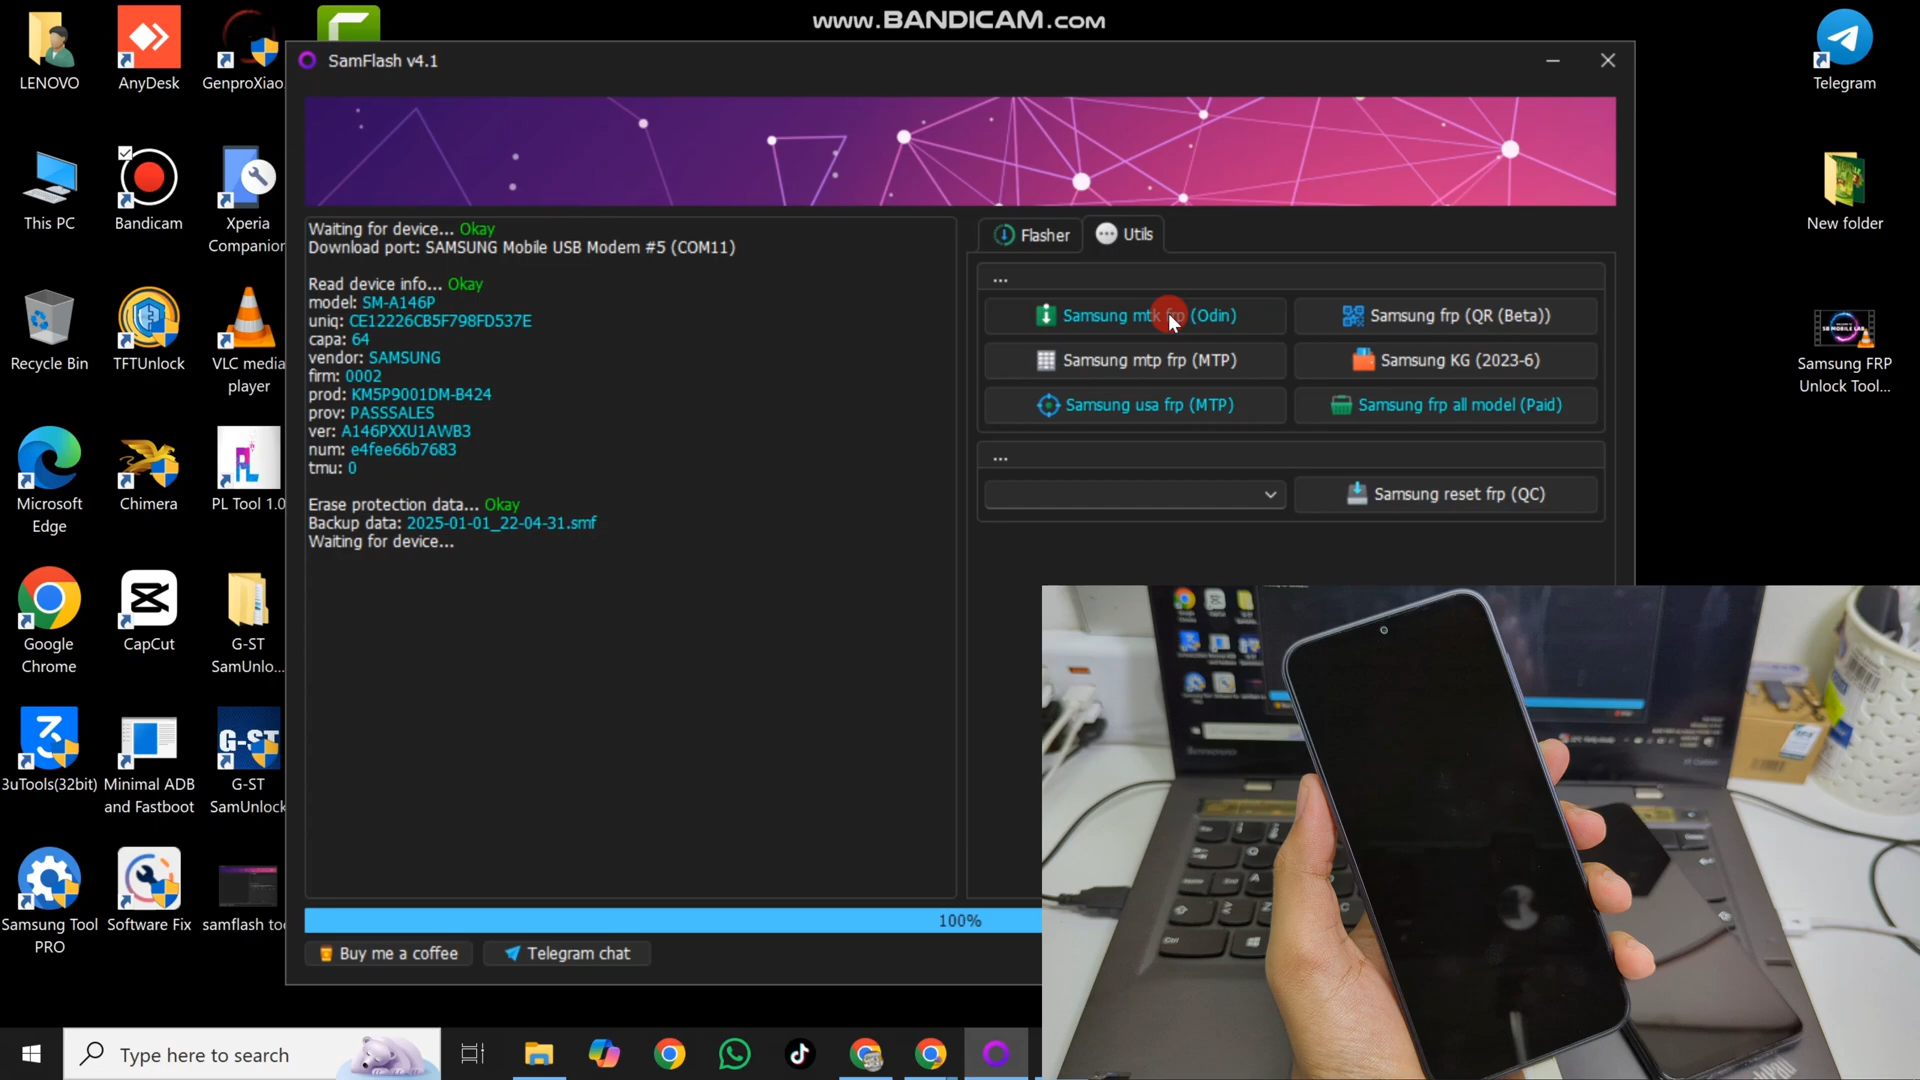 www.BANDICAM.com
SamFlash v4.1
LENOVO
AnyDesk
GenproXiao
Telegram
This PC
Bandicam
Xperia
Companion
New folder
Recycle Bin
TFTUnlock
VLC media
player
Samsung FRP
Unlock Tool...
Microsoft
Edge
Chimera
PL Tool 1.0
Google
Chrome
CapCut
G-ST
SamUnlo...
3uTools(32bit)
Minimal ADB
and Fastboot
G-ST
G-ST
SamUnlock
Samsung Tool
PRO
Software Fix
samflash too
SB MOBILE LAB
Waiting for device... Okay
Download port: SAMSUNG Mobile USB Modem #5 (COM11)
Read device info... Okay
model: SM-A146P
uniq: CE12226CB5F798FD537E
capa: 64
vendor: SAMSUNG
firm: 0002
prod: KM5P9001DM-B424
prov: PASSSALES
ver: A146PXXU1AWB3
num: e4fee66b7683
tmu: 0
Erase protection data... Okay
Backup data: 2025-01-01_22-04-31.smf
Waiting for device...
Flasher
Utils
...
Samsung mtk frp (Odin)
Samsung frp (QR (Beta))
Samsung mtp frp (MTP)
Samsung KG (2023-6)
Samsung usa frp (MTP)
Samsung frp all model (Paid)
...
Samsung reset frp (QC)
100%
Buy me a coffee
Telegram chat
Type here to search